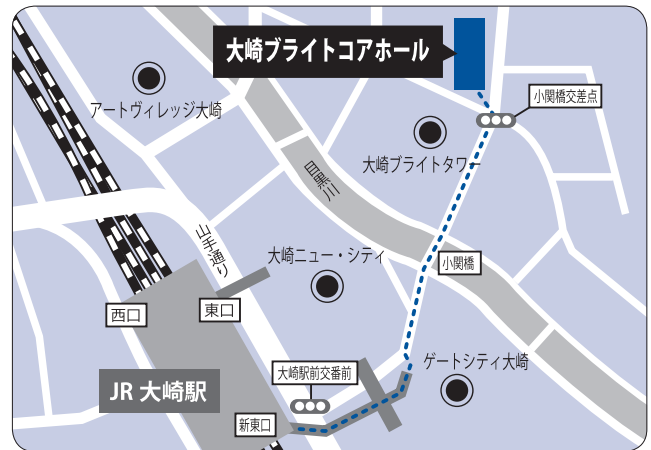 大崎ブライトコアホール
小関橋交差点
アートヴィレッジ大崎
大崎ブライトタワー
目黒川
山手通り
大崎ニュー・シティ
小関橋
西口
東口
大崎駅前交番前
ゲートシティ大崎
JR 大崎駅
新東口